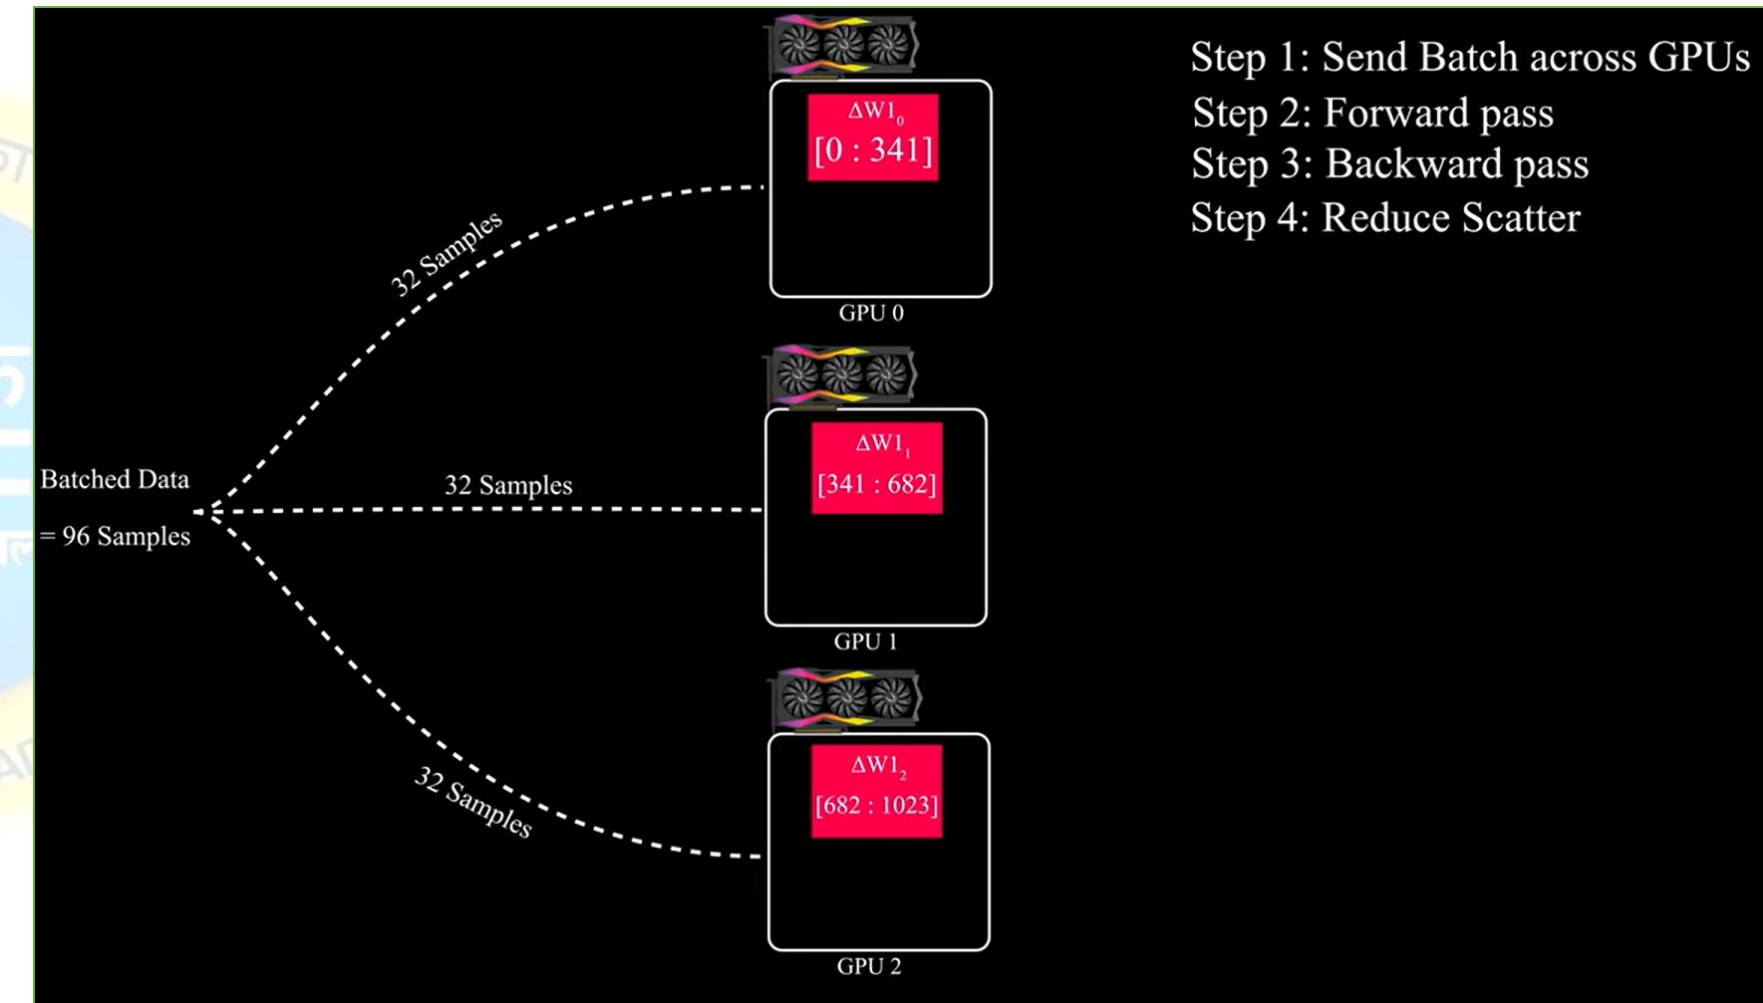 Step 1: Send Batch across GPUs
Step 2: Forward pass
Step 3: Backward pass
Step 4: Reduce Scatter
ΔW1₀
[0 : 341]
GPU 0
32 Samples
ΔW1₁
[341 : 682]
GPU 1
Batched Data
= 96 Samples
32 Samples
ΔW1₂
[682 : 1023]
GPU 2
32 Samples